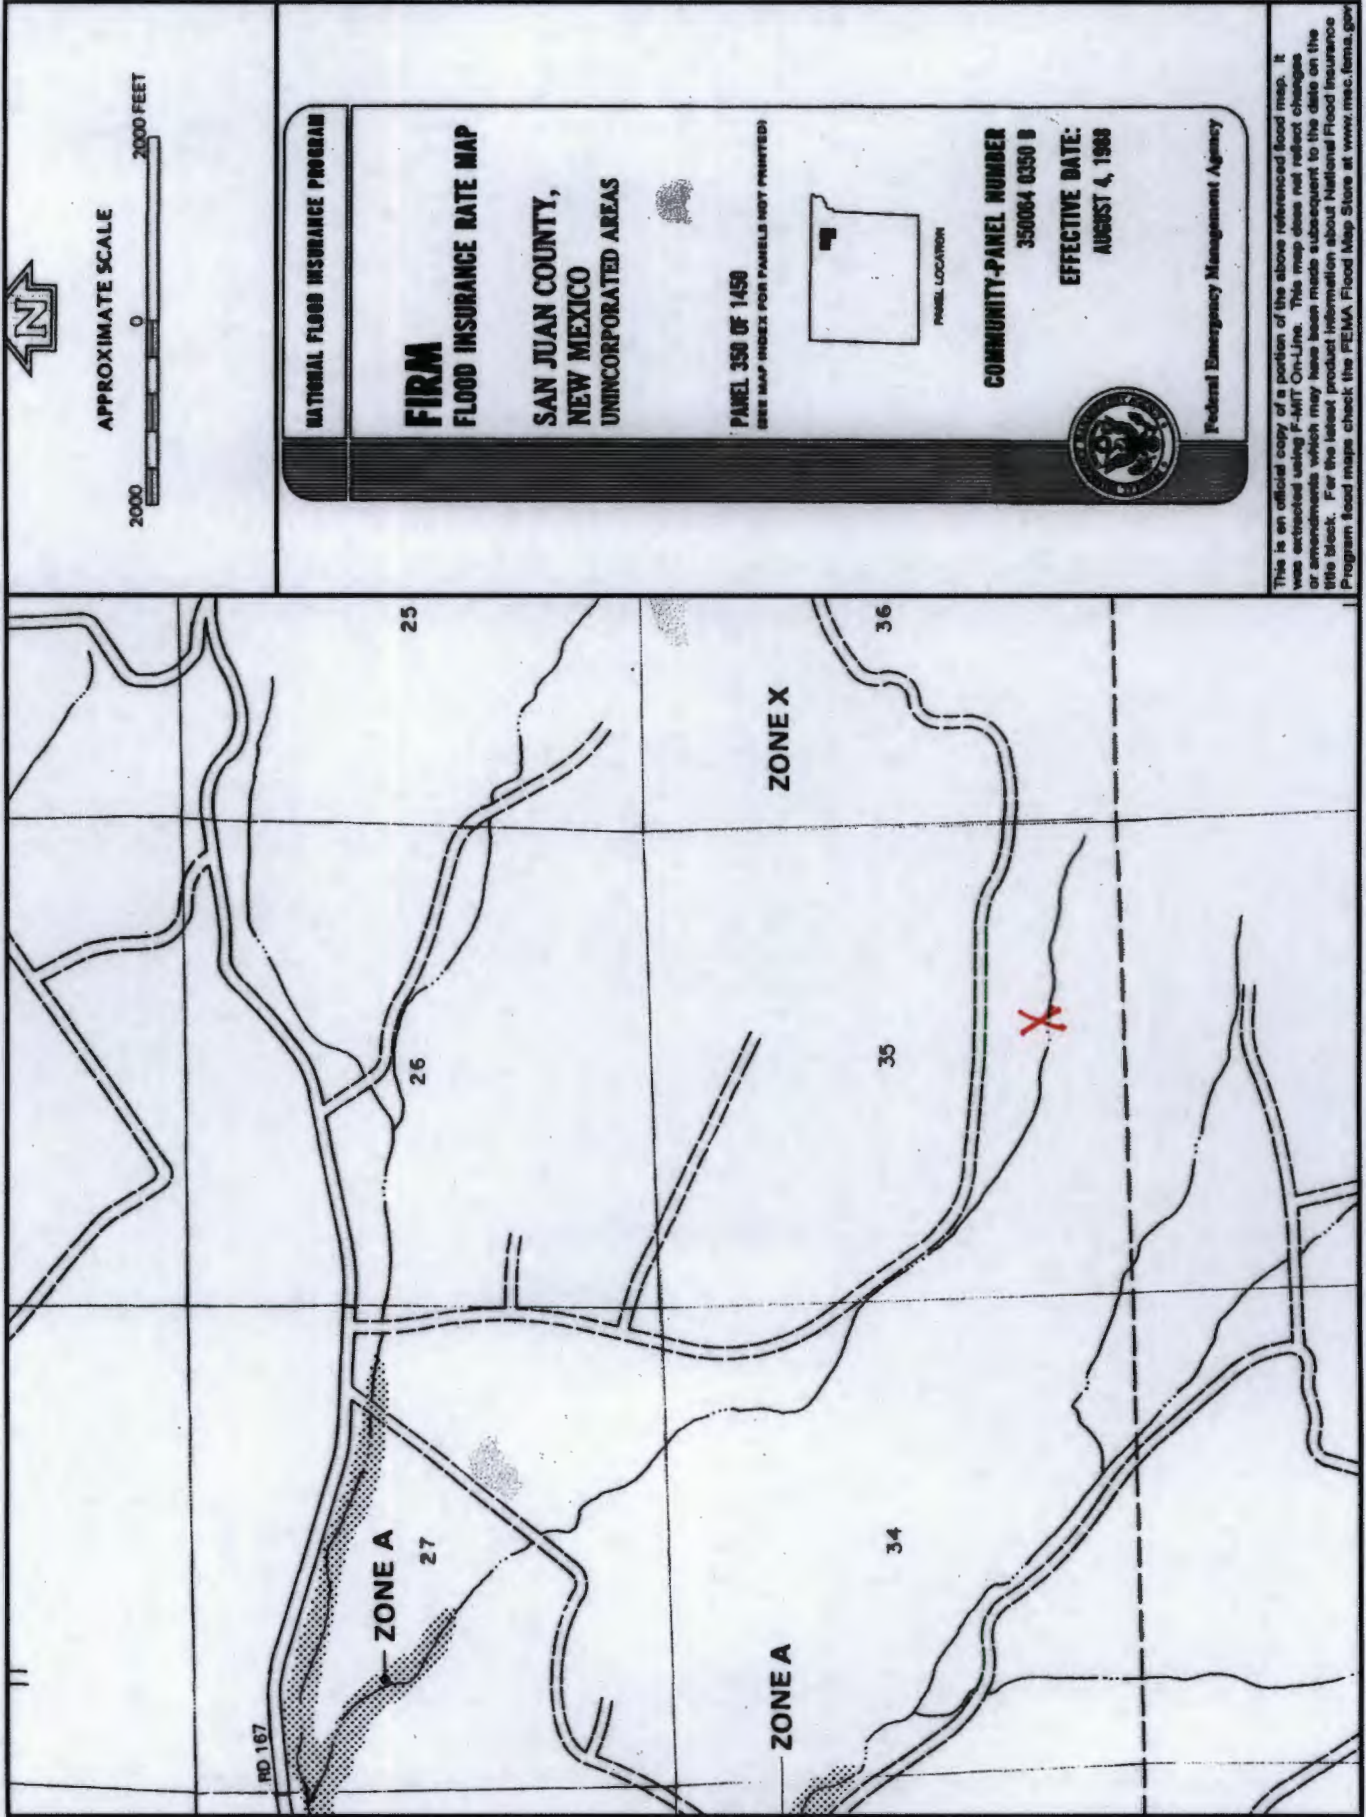 N
APPROXIMATE SCALE
2000 0 2000 FEET
NATIONAL FLOOD INSURANCE PROGRAM
FIRM
FLOOD INSURANCE RATE MAP
SAN JUAN COUNTY,
NEW MEXICO
UNINCORPORATED AREAS
PANEL 350 OF 1450
(SEE MAP INDEX FOR PANELS NOT PRINTED)
PANEL LOCATION
COMMUNITY-PANEL NUMBER
350064 0350 B
EFFECTIVE DATE:
AUGUST 4, 1988
Federal Emergency Management Agency
This is an official copy of a portion of the above referenced flood map. It
was extracted using F-MIT On-Line. This map does not reflect changes
or amendments which may have been made subsequent to the date on the
title block. For the latest product information about National Flood Insurance
Program flood maps check the FEMA Flood Map Store at www.msc.fema.gov
RD 167
ZONE A
27
26
25
ZONE A
34
35
ZONE X
36
X